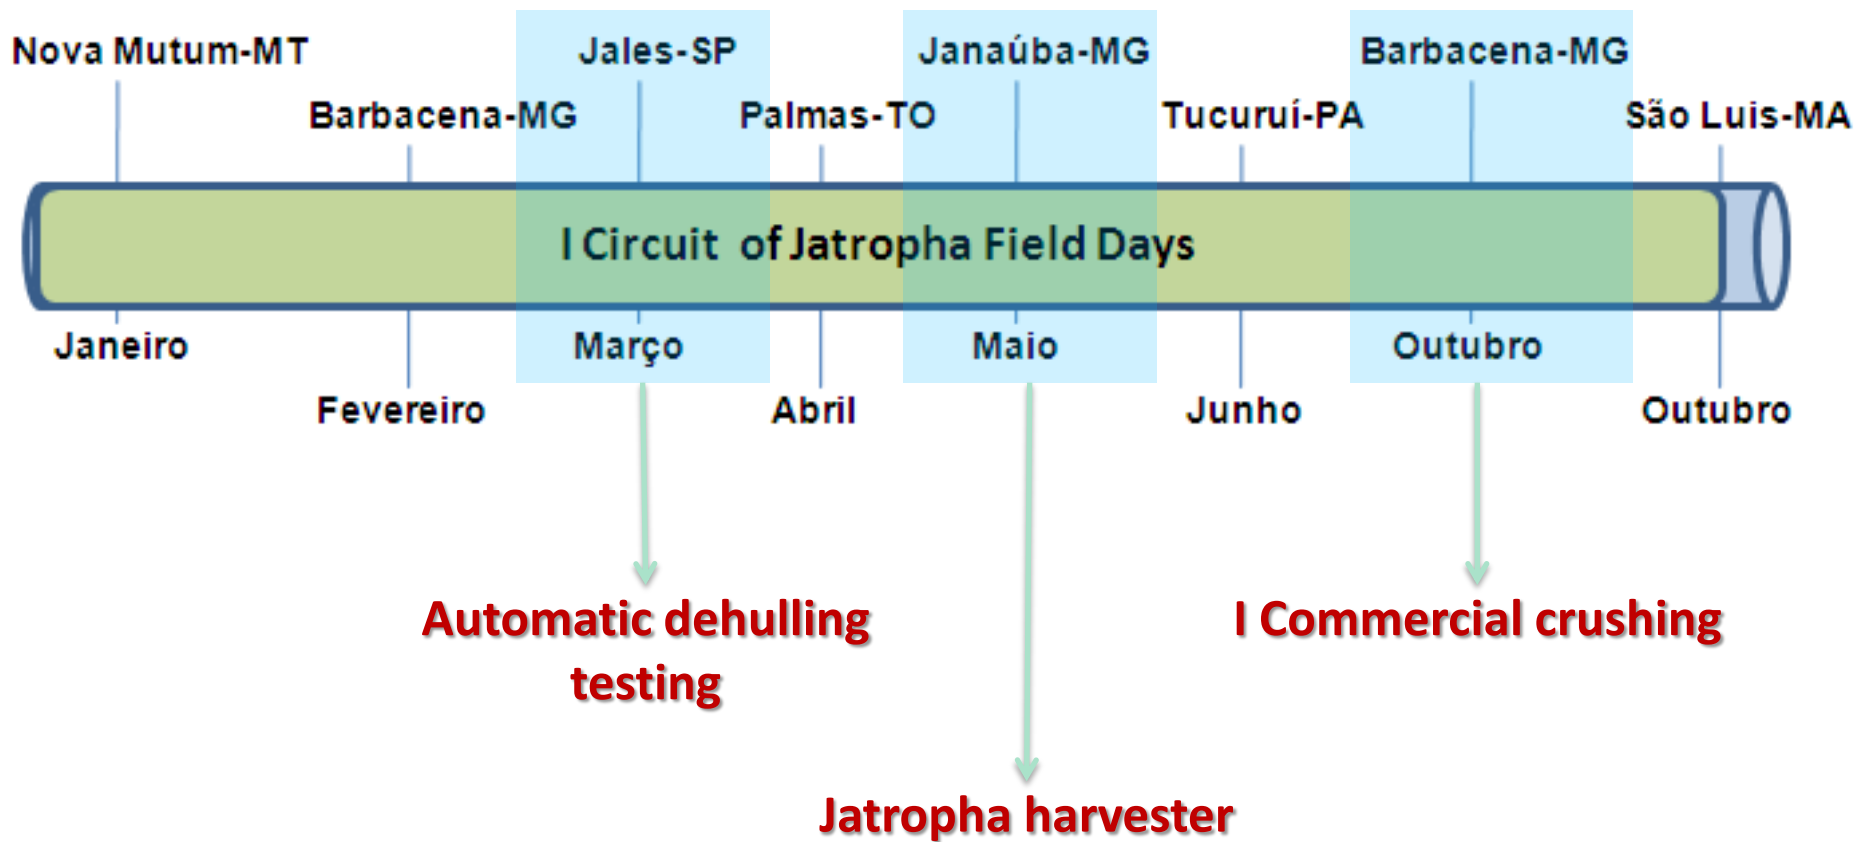 Nova Mutum-MT
Jales-SP
Janaúba-MG
Barbacena-MG
Barbacena-MG
Palmas-TO
Tucuruí-PA
São Luis-MA
I Circuit of Jatropha Field Days
Janeiro
Março
Maio
Outubro
Fevereiro
Abril
Junho
Outubro
Automatic dehulling
testing
I Commercial crushing
Jatropha harvester